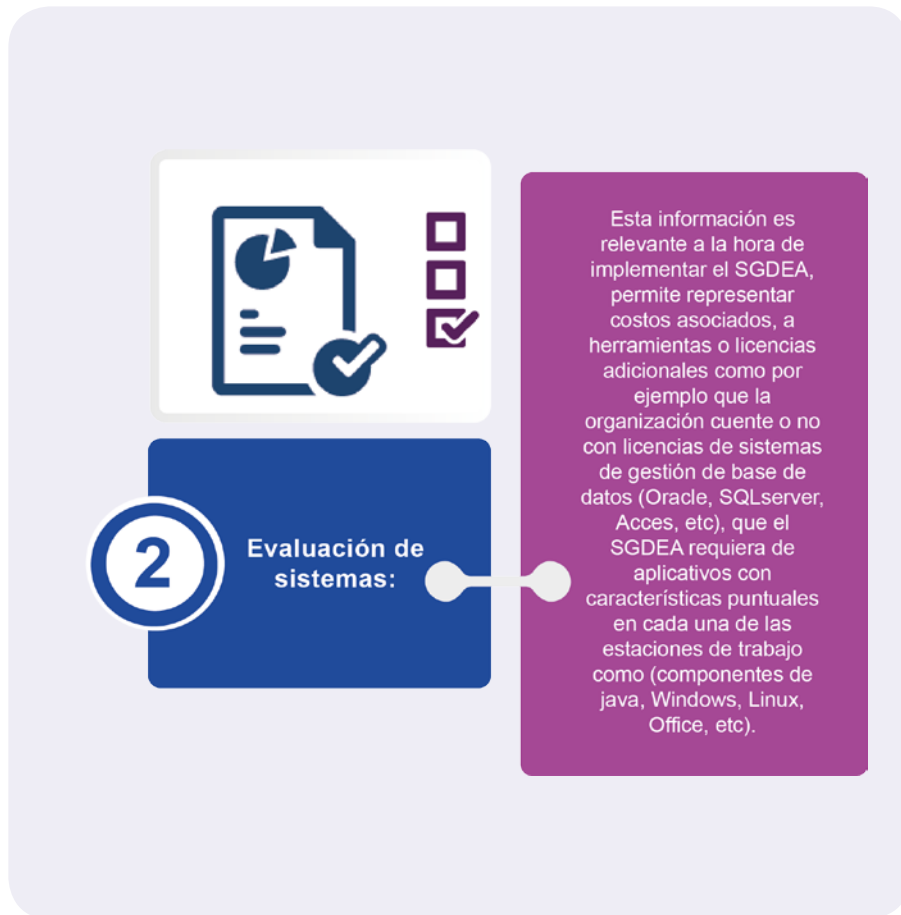 2
Evaluación de
sistemas:
Esta información es
relevante a la hora de
implementar el SGDEA,
permite representar
costos asociados, a
herramientas o licencias
adicionales como por
ejemplo que la
organización cuente o no
con licencias de sistemas
de gestión de base de
datos (Oracle, SQLserver,
Acces, etc), que el
SGDEA requiera de
aplicativos con
características puntuales
en cada una de las
estaciones de trabajo
como (componentes de
java, Windows, Linux,
Office, etc).